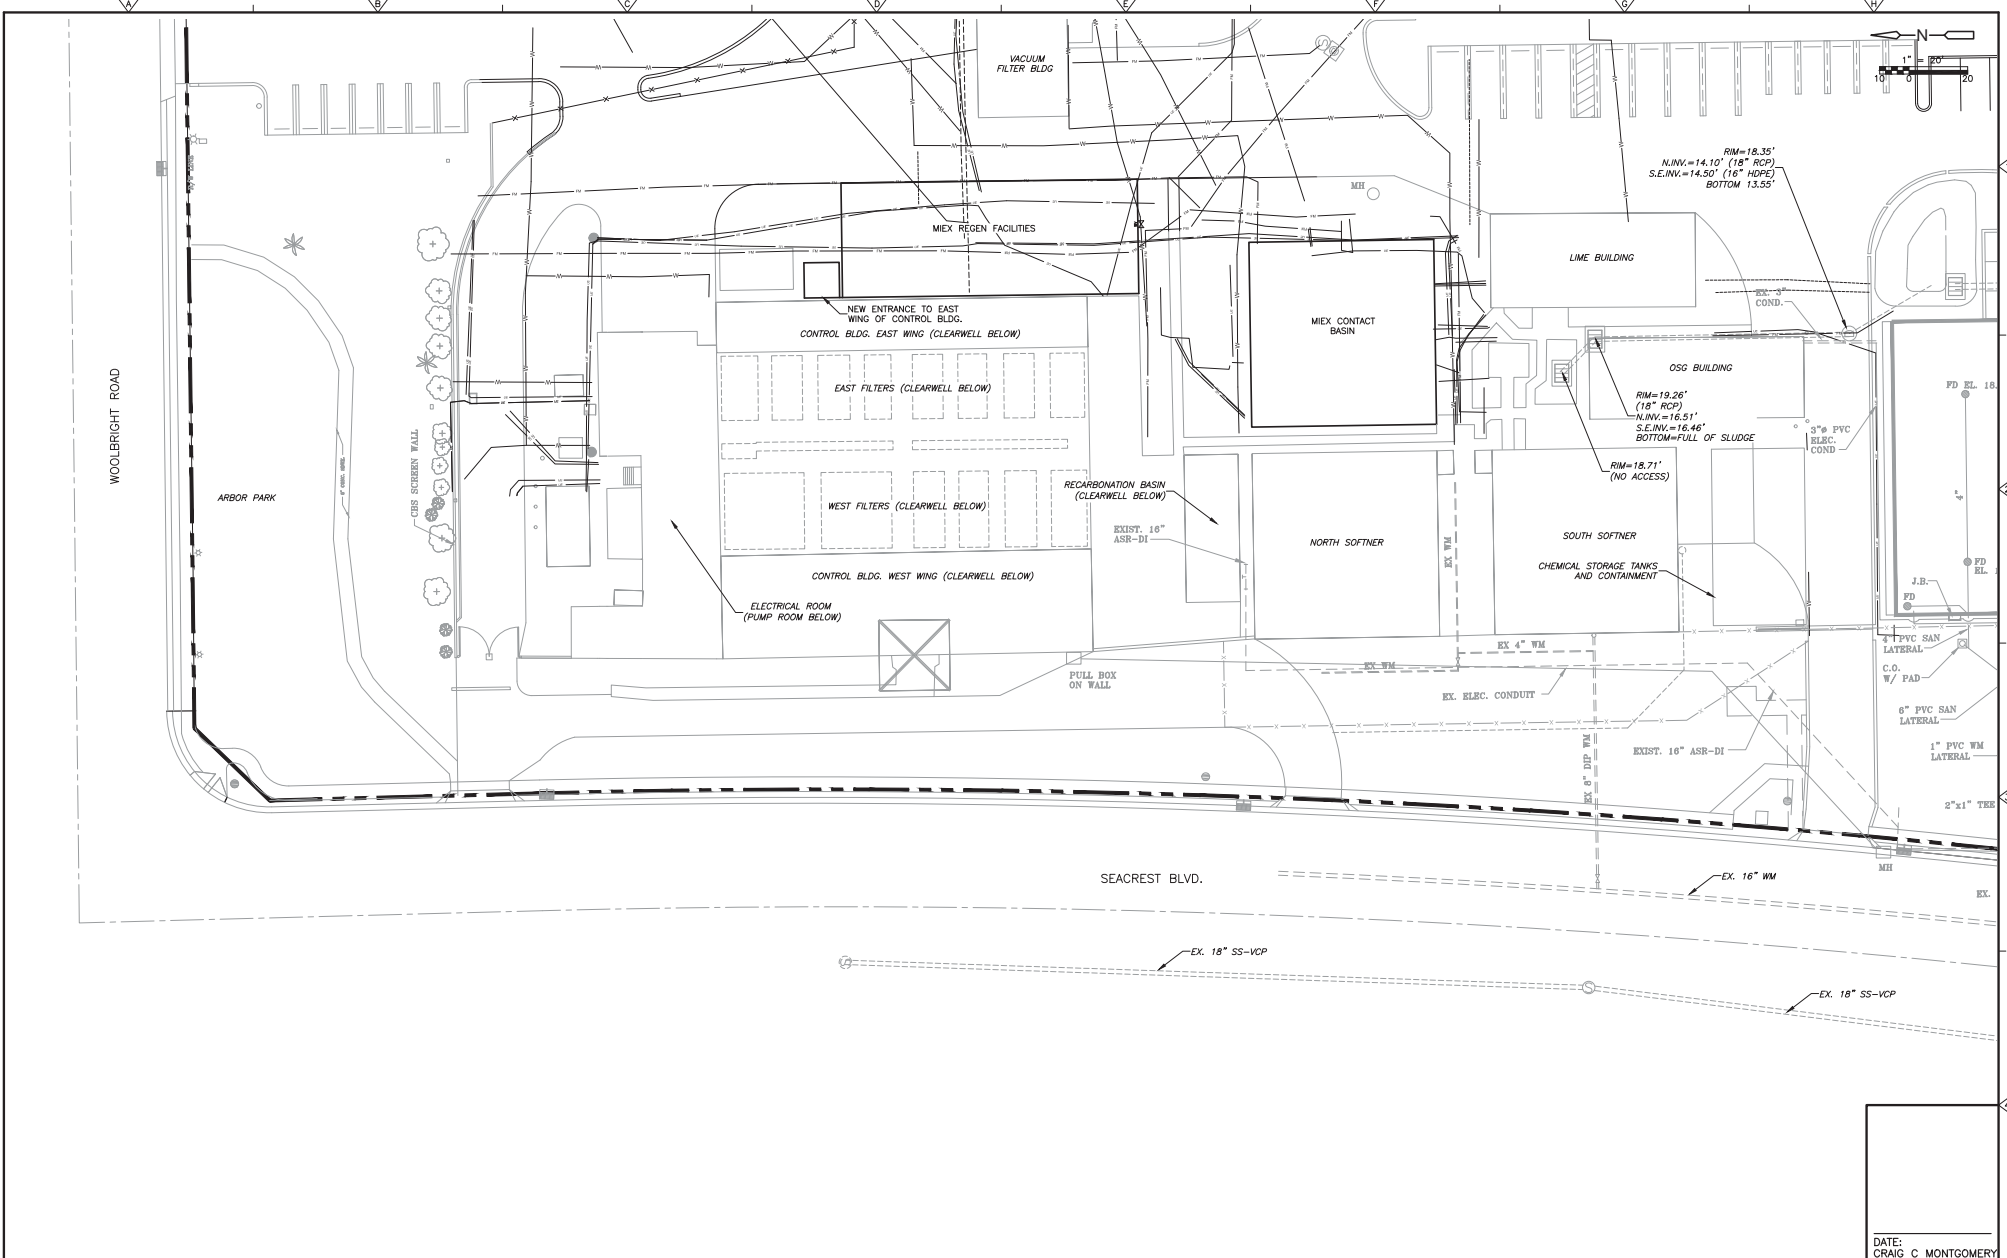 A
B
C
D
E
F
G
H
N
1" = 20'
10 0 20
VACUUM
FILTER BLDG
RIM=18.35'
N.INV.=14.10' (18" RCP)
S.E.INV.=14.50' (16" HDPE)
BOTTOM 13.55'
MH
MIEX REGEN FACILITIES
LIME BUILDING
EX. 3"
COND.
NEW ENTRANCE TO EAST
WING OF CONTROL BLDG.
CONTROL BLDG. EAST WING (CLEARWELL BELOW)
MIEX CONTACT
BASIN
OSG BUILDING
WOOLBRIGHT ROAD
EAST FILTERS (CLEARWELL BELOW)
FD EL. 18.
RIM=19.26'
(18" RCP)
N.INV.=16.51'
S.E.INV.=16.46'
BOTTOM=FULL OF SLUDGE
3"ø PVC
ELEC.
COND
RIM=18.71'
(NO ACCESS)
CBS SCREEN WALL
ARBOR PARK
RECARBONATION BASIN
(CLEARWELL BELOW)
4"
WEST FILTERS (CLEARWELL BELOW)
EXIST. 16"
ASR-DI
NORTH SOFTNER
EX WM
SOUTH SOFTNER
CHEMICAL STORAGE TANKS
AND CONTAINMENT
FD
EL.
CONTROL BLDG. WEST WING (CLEARWELL BELOW)
J.B.
FD
ELECTRICAL ROOM
(PUMP ROOM BELOW)
EX 4" WM
4" PVC SAN
LATERAL
EX WM
PULL BOX
ON WALL
C.O.
W/ PAD
EX. ELEC. CONDUIT
6" PVC SAN
LATERAL
EXIST. 16" ASR-DI
1" PVC WM
LATERAL
EX 8" DIP WM
2"x1" TEE
SEACREST BLVD.
EX. 16" WM
MH
EX.
EX. 18" SS-VCP
EX. 18" SS-VCP
DATE:
CRAIG C MONTGOMERY